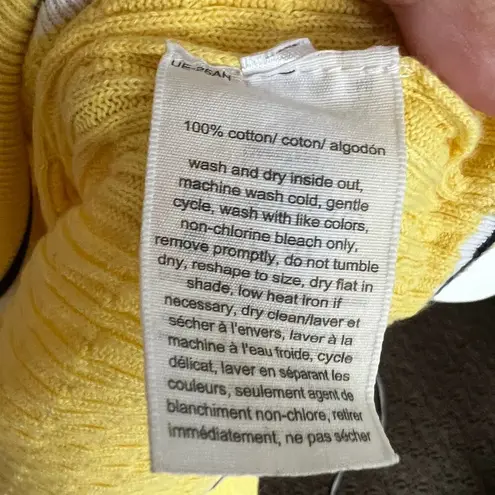 100% cotton/ coton/ algodón
wash and dry inside out,
machine wash cold, gentle
cycle, wash with like colors,
non-chlorine bleach only,
remove promptly, do not tumble
dry, reshape to size, dry flat in
shade, low heat iron if
necessary, dry clean/laver et
sécher à l'envers, laver à la
machine à l'eau froide, cycle
délicat, laver en séparant les
couleurs, seulement agent de
blanchiment non-chlore, retirer
immédiatement, ne pas sécher